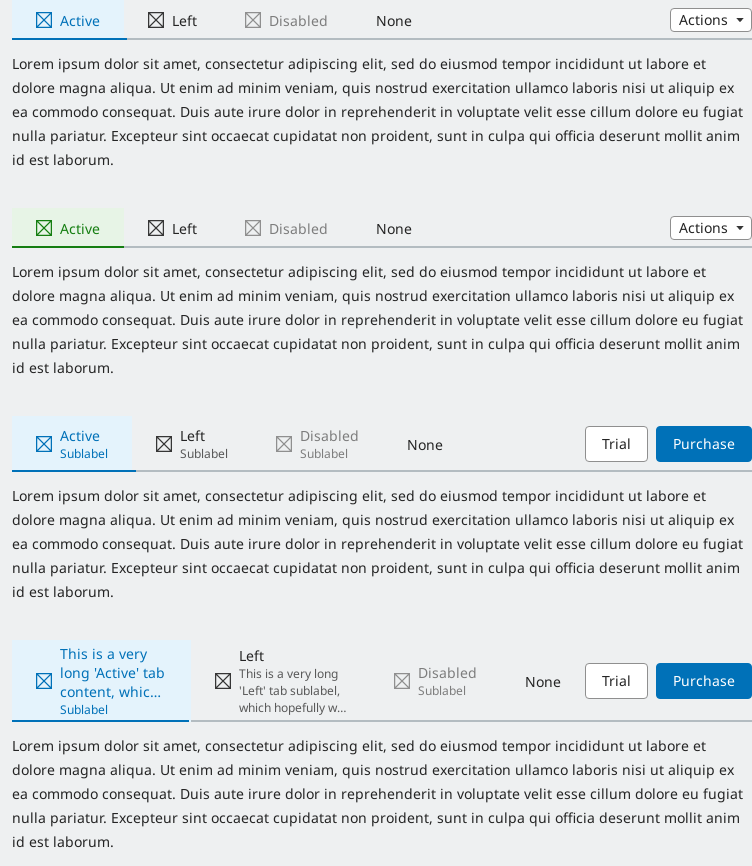 Active Left Disabled None Actions
Lorem ipsum dolor sit amet, consectetur adipiscing elit, sed do eiusmod tempor incididunt ut labore et
dolore magna aliqua. Ut enim ad minim veniam, quis nostrud exercitation ullamco laboris nisi ut aliquip ex
ea commodo consequat. Duis aute irure dolor in reprehenderit in voluptate velit esse cillum dolore eu fugiat
nulla pariatur. Excepteur sint occaecat cupidatat non proident, sunt in culpa qui officia deserunt mollit anim
id est laborum.
Active Left Disabled None Actions
Lorem ipsum dolor sit amet, consectetur adipiscing elit, sed do eiusmod tempor incididunt ut labore et
dolore magna aliqua. Ut enim ad minim veniam, quis nostrud exercitation ullamco laboris nisi ut aliquip ex
ea commodo consequat. Duis aute irure dolor in reprehenderit in voluptate velit esse cillum dolore eu fugiat
nulla pariatur. Excepteur sint occaecat cupidatat non proident, sunt in culpa qui officia deserunt mollit anim
id est laborum.
Active
Sublabel
Left
Sublabel
Disabled
Sublabel
None
Trial
Purchase
Lorem ipsum dolor sit amet, consectetur adipiscing elit, sed do eiusmod tempor incididunt ut labore et
dolore magna aliqua. Ut enim ad minim veniam, quis nostrud exercitation ullamco laboris nisi ut aliquip ex
ea commodo consequat. Duis aute irure dolor in reprehenderit in voluptate velit esse cillum dolore eu fugiat
nulla pariatur. Excepteur sint occaecat cupidatat non proident, sunt in culpa qui officia deserunt mollit anim
id est laborum.
This is a very
long 'Active' tab
content, whic...
Sublabel
Left
This is a very long
'Left' tab sublabel,
which hopefully w...
Disabled
Sublabel
None
Trial
Purchase
Lorem ipsum dolor sit amet, consectetur adipiscing elit, sed do eiusmod tempor incididunt ut labore et
dolore magna aliqua. Ut enim ad minim veniam, quis nostrud exercitation ullamco laboris nisi ut aliquip ex
ea commodo consequat. Duis aute irure dolor in reprehenderit in voluptate velit esse cillum dolore eu fugiat
nulla pariatur. Excepteur sint occaecat cupidatat non proident, sunt in culpa qui officia deserunt mollit anim
id est laborum.